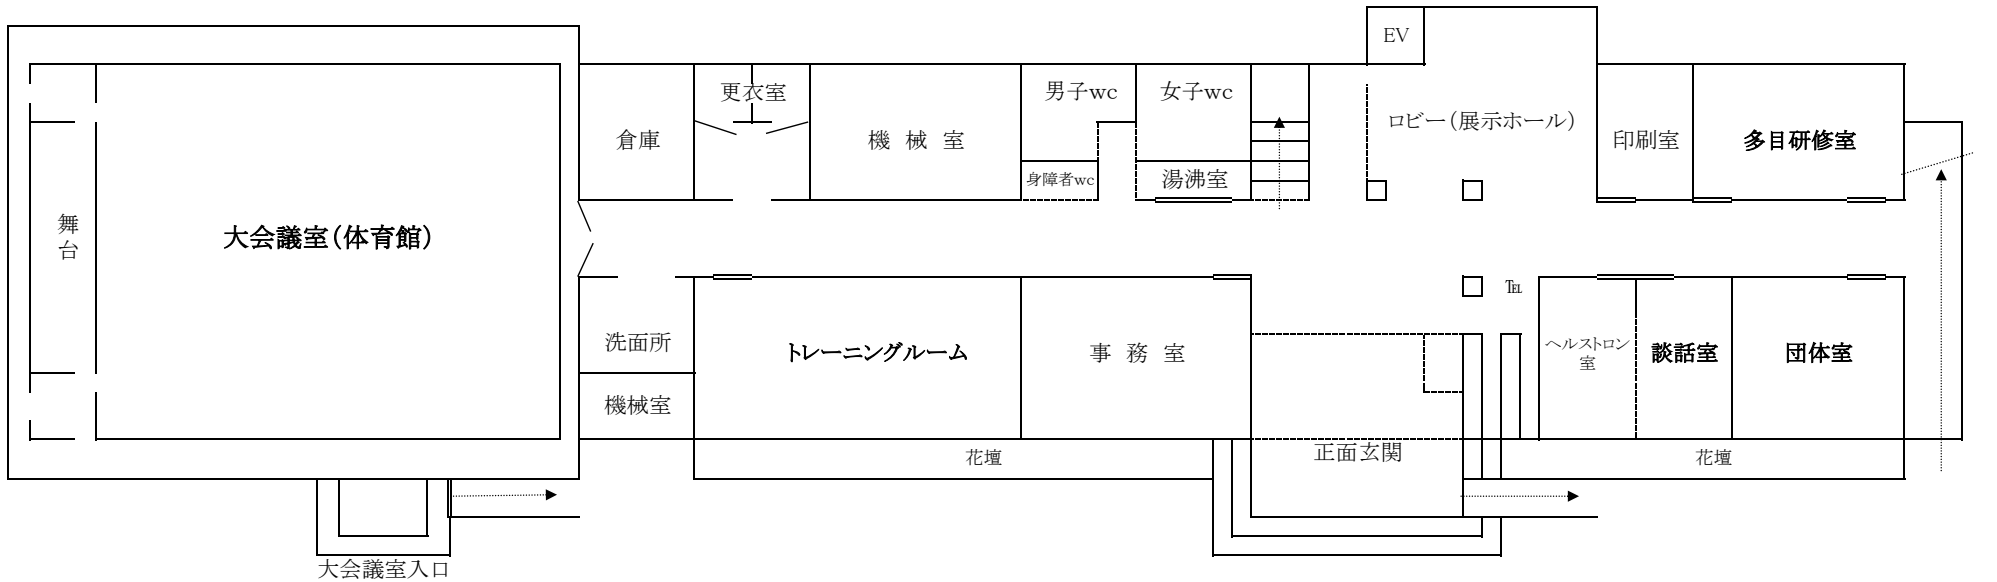 EV
更衣室
男子wc
女子wc
ロビー(展示ホール)
倉庫
機 械 室
印刷室
多目研修室
身障者wc
湯沸室
舞台
大会議室(体育館)
℡
洗面所
トレーニングルーム
事 務 室
ヘルストロン
室
談話室
団体室
機械室
正面玄関
花壇
花壇
大会議室入口